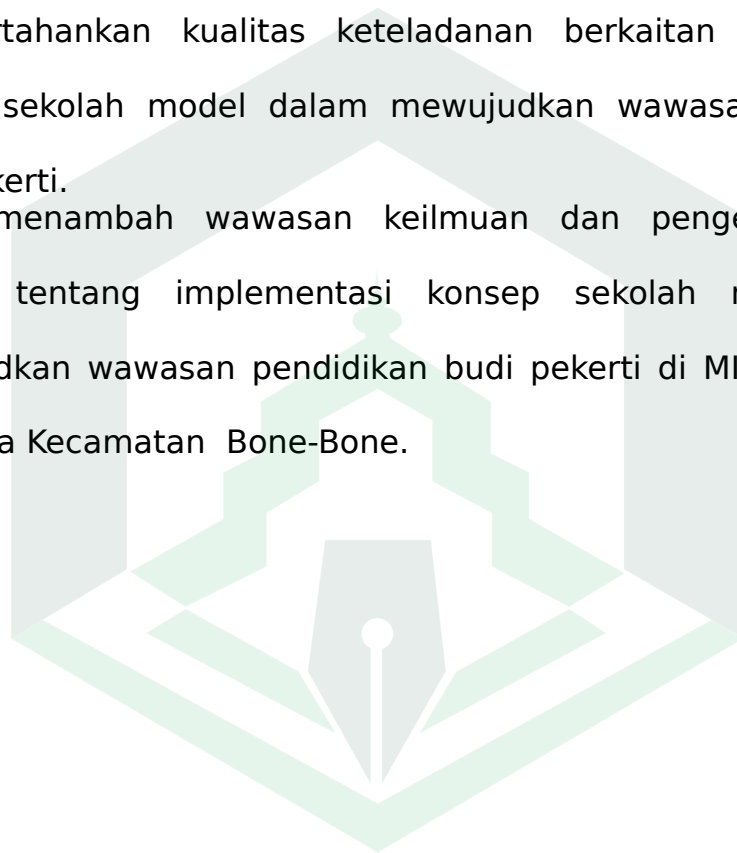 rtahankan kualitas keteladanan berkaitan
sekolah model dalam mewujudkan wawasa
kerti.
menambah wawasan keilmuan dan penge
tentang implementasi konsep sekolah
dkan wawasan pendidikan budi pekerti di MI
a Kecamatan Bone-Bone.